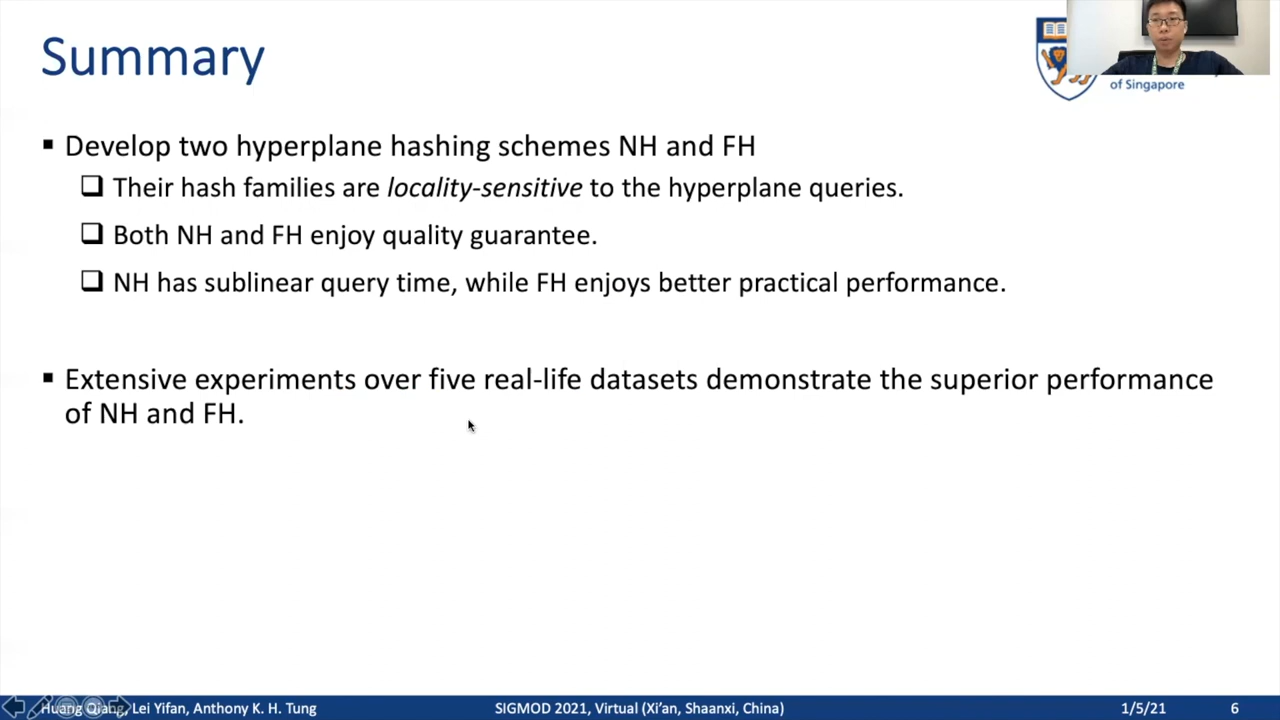 Summary
of Singapore
Develop two hyperplane hashing schemes NH and FH
Their hash families are locality-sensitive to the hyperplane queries.
Both NH and FH enjoy quality guarantee.
NH has sublinear query time, while FH enjoys better practical performance.
Extensive experiments over five real-life datasets demonstrate the superior performance
of NH and FH.
Huang Qiang, Lei Yifan, Anthony K. H. Tung
SIGMOD 2021, Virtual (Xi’an, Shaanxi, China)
1/5/21
6